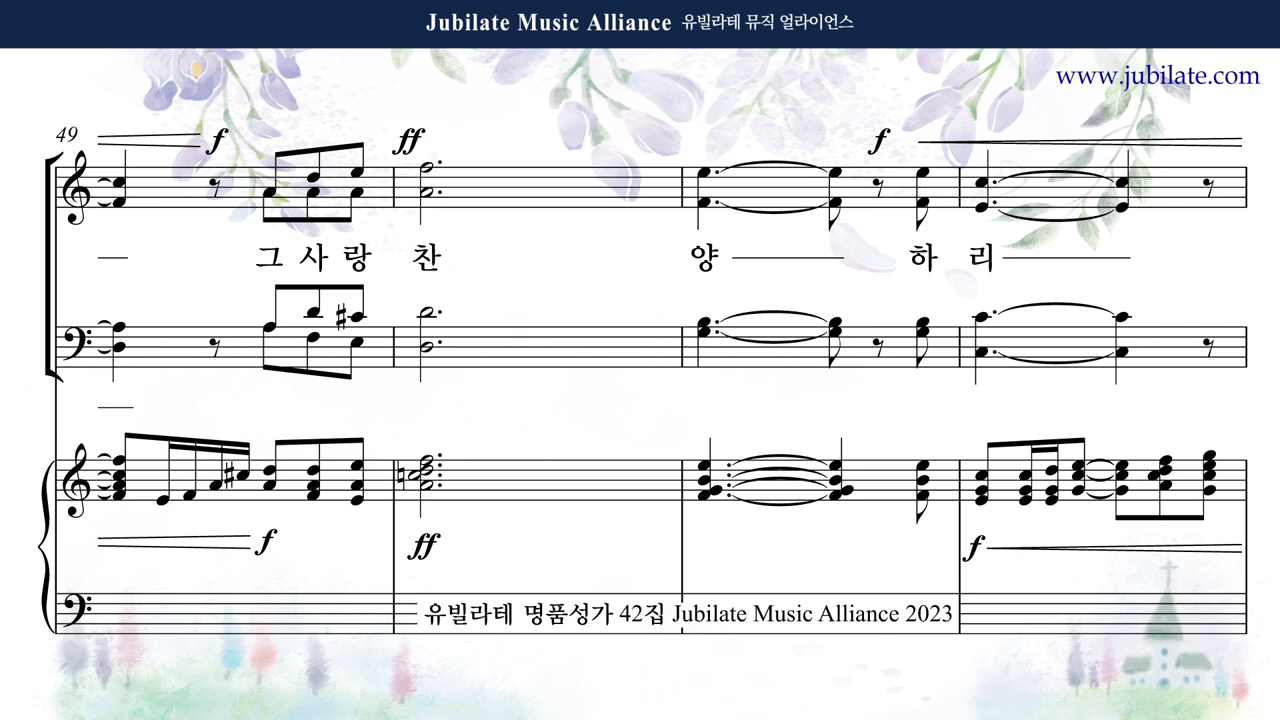 Jubilate Music Alliance 유빌라테 뮤직 얼라이언스
www.jubilate.com
49
f ff f
그 사 랑 찬 양 하 리
f ff f
유빌라테 명품성가 42집 Jubilate Music Alliance 2023